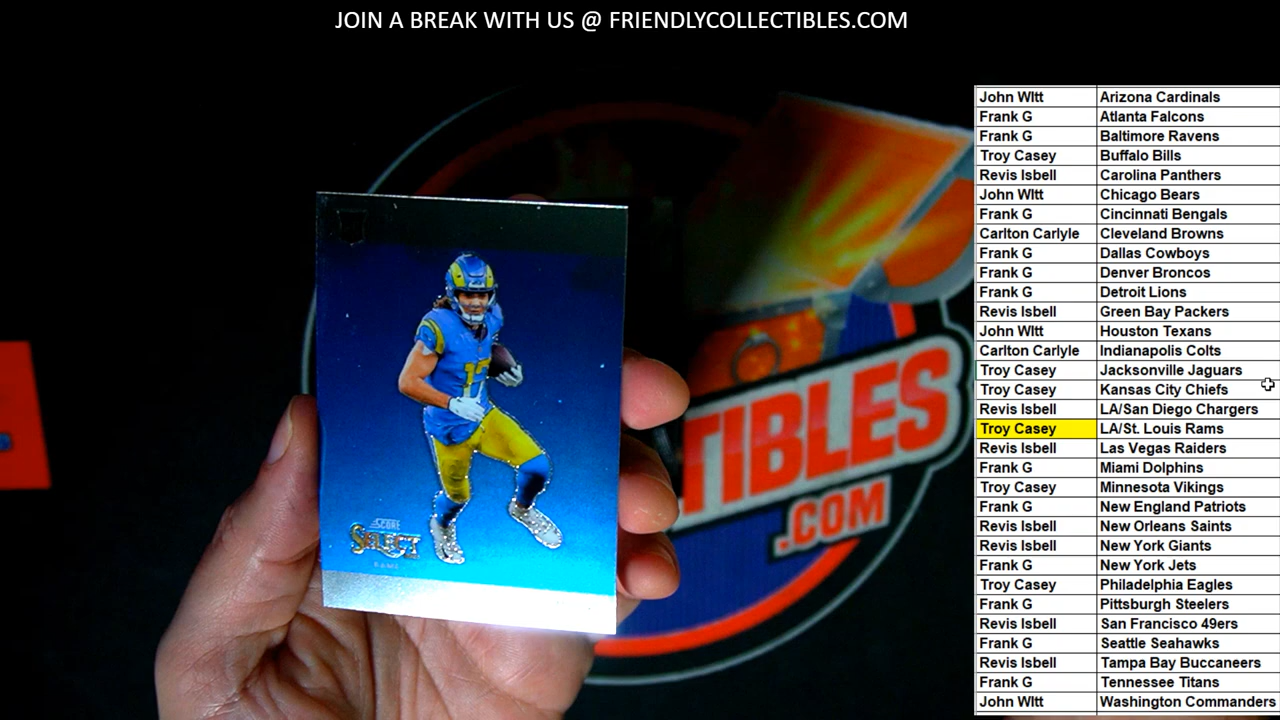 JOIN A BREAK WITH US @ FRIENDLYCOLLECTIBLES.COM
John WItt Arizona Cardinals
Frank G Atlanta Falcons
Frank G Baltimore Ravens
Troy Casey Buffalo Bills
Revis Isbell Carolina Panthers
John WItt Chicago Bears
Frank G Cincinnati Bengals
Carlton Carlyle Cleveland Browns
Frank G Dallas Cowboys
Frank G Denver Broncos
Frank G Detroit Lions
Revis Isbell Green Bay Packers
John WItt Houston Texans
Carlton Carlyle Indianapolis Colts
Troy Casey Jacksonville Jaguars
Troy Casey Kansas City Chiefs
Revis Isbell LA/San Diego Chargers
Troy Casey LA/St. Louis Rams
Revis Isbell Las Vegas Raiders
Frank G Miami Dolphins
Troy Casey Minnesota Vikings
Frank G New England Patriots
Revis Isbell New Orleans Saints
Revis Isbell New York Giants
Frank G New York Jets
Troy Casey Philadelphia Eagles
Frank G Pittsburgh Steelers
Revis Isbell San Francisco 49ers
Frank G Seattle Seahawks
Revis Isbell Tampa Bay Buccaneers
Frank G Tennessee Titans
John WItt Washington Commanders
17
SCORE
SELECT
RAMS
TIBLES
.COM